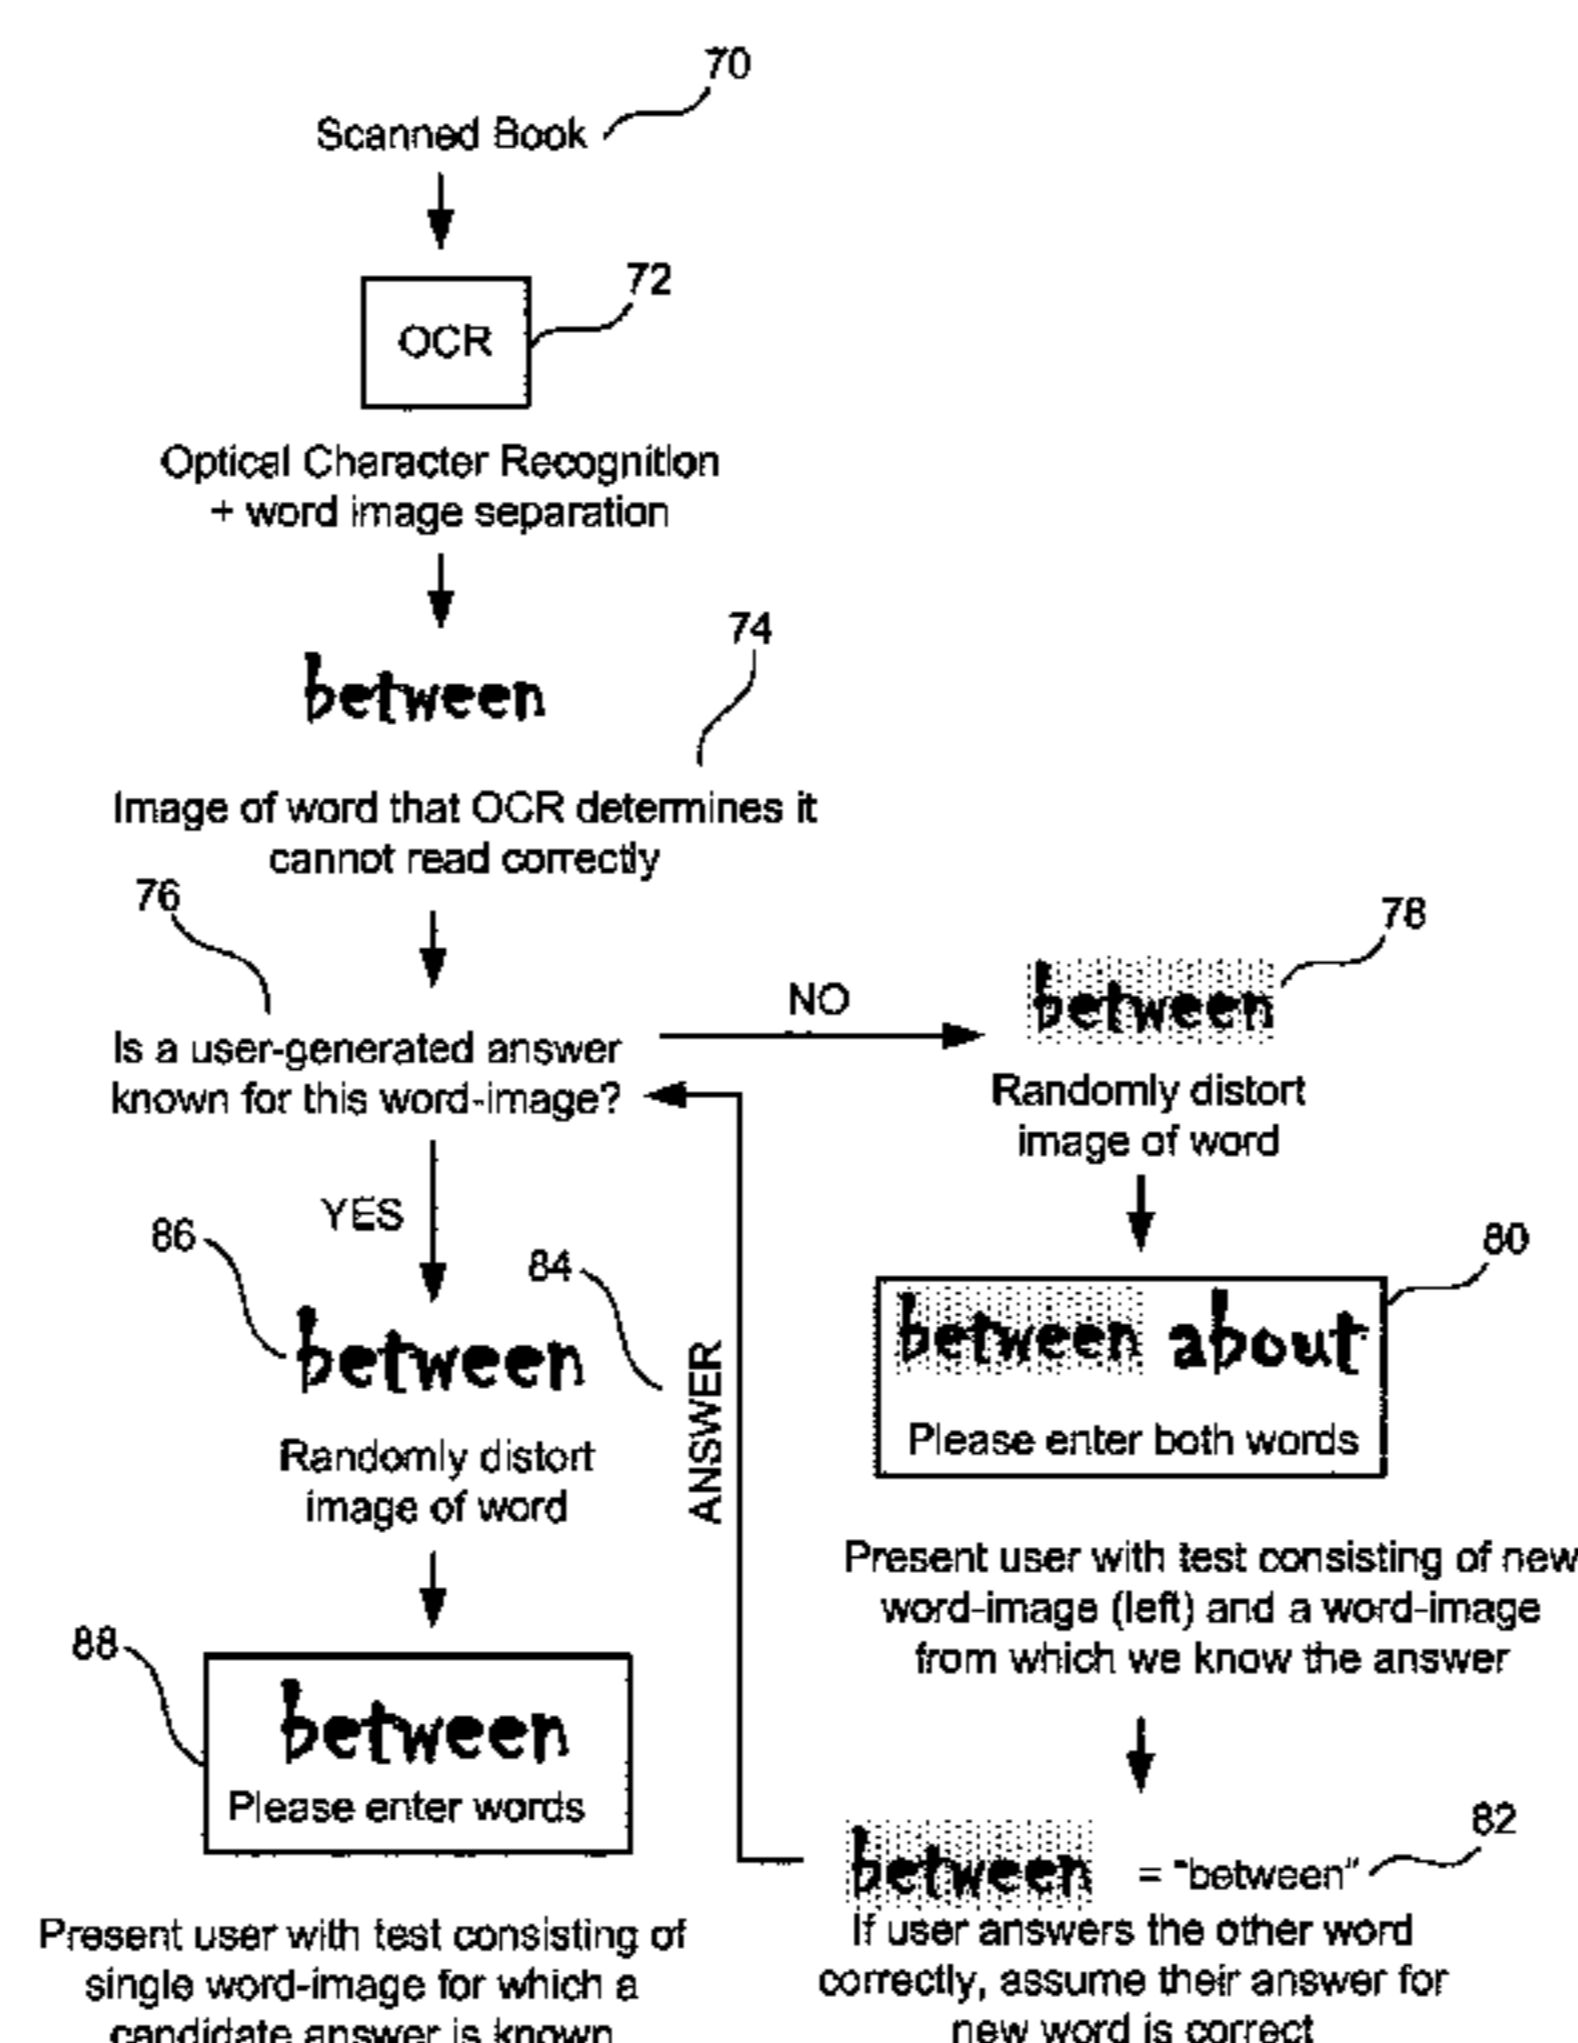 70
Scanned Book
72
OCR
Optical Character Recognition
+ word image separation
74
between
Image of word that OCR determines it
cannot read correctly
76
Is a user-generated answer
known for this word-image?
NO
78
between
Randomly distort
image of word
80
between about
Please enter both words
Present user with test consisting of new
word-image (left) and a word-image
from which we know the answer
82
between = "between"
If user answers the other word
correctly, assume their answer for
new word is correct
84
ANSWER
YES
86
between
Randomly distort
image of word
88
between
Please enter words
Present user with test consisting of
single word-image for which a
candidate answer is known